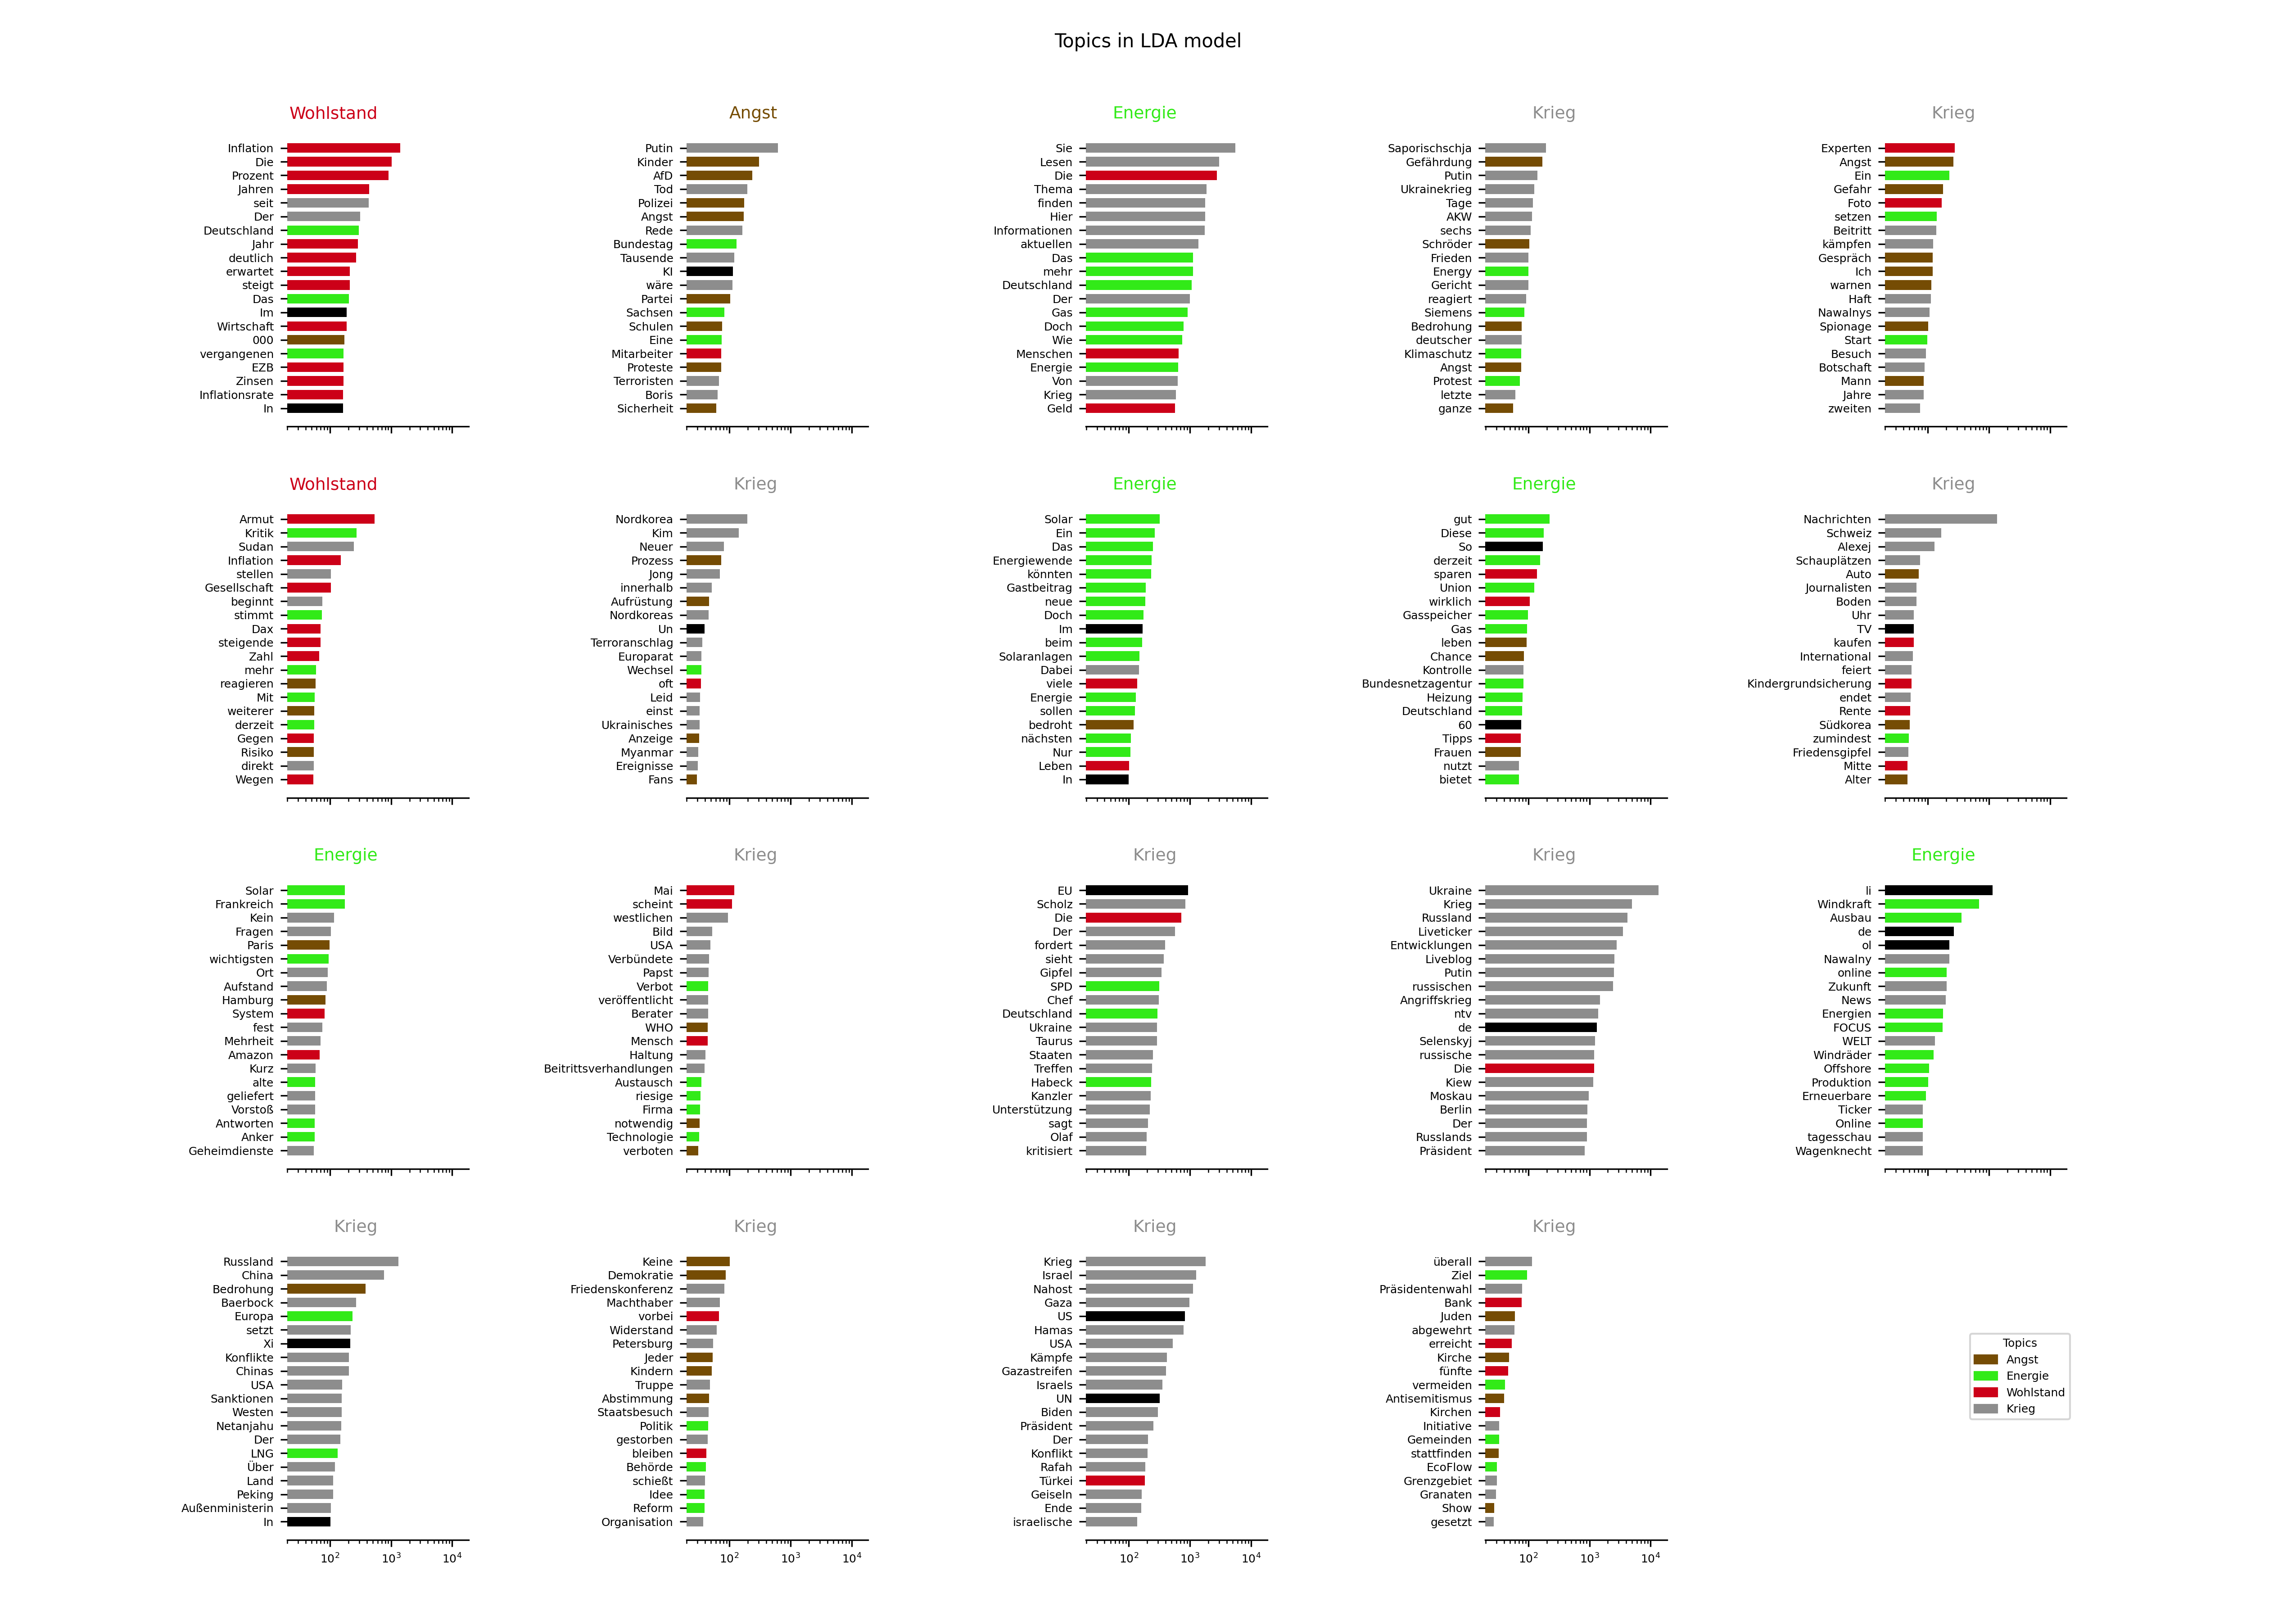 Topics in LDA model
Wohlstand
Inflation
Die
Prozent
Jahren
seit
Der
Deutschland
Jahr
deutlich
erwartet
steigt
Das
Im
Wirtschaft
000
vergangenen
EZB
Zinsen
Inflationsrate
In
Angst
Putin
Kinder
AfD
Tod
Polizei
Angst
Rede
Bundestag
Tausende
KI
wäre
Partei
Sachsen
Schulen
Eine
Mitarbeiter
Proteste
Terroristen
Boris
Sicherheit
Energie
Sie
Lesen
Die
Thema
finden
Hier
Informationen
aktuellen
Das
mehr
Deutschland
Der
Gas
Doch
Wie
Menschen
Energie
Von
Krieg
Geld
Krieg
Saporischschja
Gefährdung
Putin
Ukrainekrieg
Tage
AKW
sechs
Schröder
Frieden
Energy
Gericht
reagiert
Siemens
Bedrohung
deutscher
Klimaschutz
Angst
Protest
letzte
ganze
Krieg
Experten
Angst
Ein
Gefahr
Foto
setzen
Beitritt
kämpfen
Gespräch
Ich
warnen
Haft
Nawalnys
Spionage
Start
Besuch
Botschaft
Mann
Jahre
zweiten
Wohlstand
Armut
Kritik
Sudan
Inflation
stellen
Gesellschaft
beginnt
stimmt
Dax
steigende
Zahl
mehr
reagieren
Mit
weiterer
derzeit
Gegen
Risiko
direkt
Wegen
Krieg
Nordkorea
Kim
Neuer
Prozess
Jong
innerhalb
Aufrüstung
Nordkoreas
Un
Terroranschlag
Europarat
Wechsel
oft
Leid
einst
Ukrainisches
Anzeige
Myanmar
Ereignisse
Fans
Energie
Solar
Ein
Das
Energiewende
könnten
Gastbeitrag
neue
Doch
Im
beim
Solaranlagen
Dabei
viele
Energie
sollen
bedroht
nächsten
Nur
Leben
In
Energie
gut
Diese
So
derzeit
sparen
Union
wirklich
Gasspeicher
Gas
leben
Chance
Kontrolle
Bundesnetzagentur
Heizung
Deutschland
60
Tipps
Frauen
nutzt
bietet
Krieg
Nachrichten
Schweiz
Alexej
Schauplätzen
Auto
Journalisten
Boden
Uhr
TV
kaufen
International
feiert
Kindergrundsicherung
endet
Rente
Südkorea
zumindest
Friedensgipfel
Mitte
Alter
Energie
Solar
Frankreich
Kein
Fragen
Paris
wichtigsten
Ort
Aufstand
Hamburg
System
fest
Mehrheit
Amazon
Kurz
alte
geliefert
Vorstoß
Antworten
Anker
Geheimdienste
Krieg
Mai
scheint
westlichen
Bild
USA
Verbündete
Papst
Verbot
veröffentlicht
Berater
WHO
Mensch
Haltung
Beitrittsverhandlungen
Austausch
riesige
Firma
notwendig
Technologie
verboten
Krieg
EU
Scholz
Die
Der
fordert
sieht
Gipfel
SPD
Chef
Deutschland
Ukraine
Taurus
Staaten
Treffen
Habeck
Kanzler
Unterstützung
sagt
Olaf
kritisiert
Krieg
Ukraine
Krieg
Russland
Liveticker
Entwicklungen
Liveblog
Putin
russischen
Angriffskrieg
ntv
de
Selenskyj
russische
Die
Kiew
Moskau
Berlin
Der
Russlands
Präsident
Energie
li
Windkraft
Ausbau
de
ol
Nawalny
online
Zukunft
News
Energien
FOCUS
WELT
Windräder
Offshore
Produktion
Erneuerbare
Ticker
Online
tagesschau
Wagenknecht
Krieg
Russland
China
Bedrohung
Baerbock
Europa
setzt
Xi
Konflikte
Chinas
USA
Sanktionen
Westen
Netanjahu
Der
LNG
Über
Land
Peking
Außenministerin
In
10² 10³ 10⁴
Krieg
Keine
Demokratie
Friedenskonferenz
Machthaber
vorbei
Widerstand
Petersburg
Jeder
Kindern
Truppe
Abstimmung
Staatsbesuch
Politik
gestorben
bleiben
Behörde
schießt
Idee
Reform
Organisation
10² 10³ 10⁴
Krieg
Krieg
Israel
Nahost
Gaza
US
Hamas
USA
Kämpfe
Gazastreifen
Israels
UN
Biden
Präsident
Der
Konflikt
Rafah
Türkei
Geiseln
Ende
israelische
10² 10³ 10⁴
Krieg
überall
Ziel
Präsidentenwahl
Bank
Juden
abgewehrt
erreicht
Kirche
fünfte
vermeiden
Antisemitismus
Kirchen
Initiative
Gemeinden
stattfinden
EcoFlow
Grenzgebiet
Granaten
Show
gesetzt
10² 10³ 10⁴
Topics
Angst
Energie
Wohlstand
Krieg